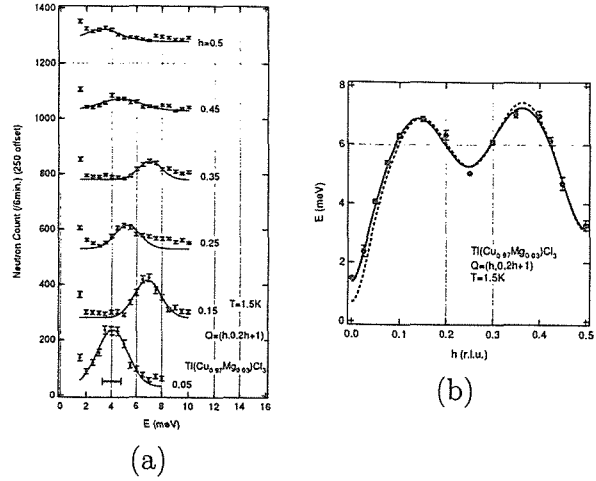 1400
1200
1000
800
600
400
200
0
Neutron Count (/6min.) (250 offset)
h=0.5
0.45
0.35
0.25
0.15
T=1.5K
Q=(h,0.2h+1)
Tl(Cu0.97Mg0.03)Cl3
0.05
0 2 4 6 8 10 12 14 16
E (meV)
(a)
8
6
4
2
0
E (meV)
Tl(Cu0.97Mg0.03)Cl3
Q=(h,0.2h+1)
T=1.5K
0.0 0.1 0.2 0.3 0.4 0.5
h (r.l.u.)
(b)